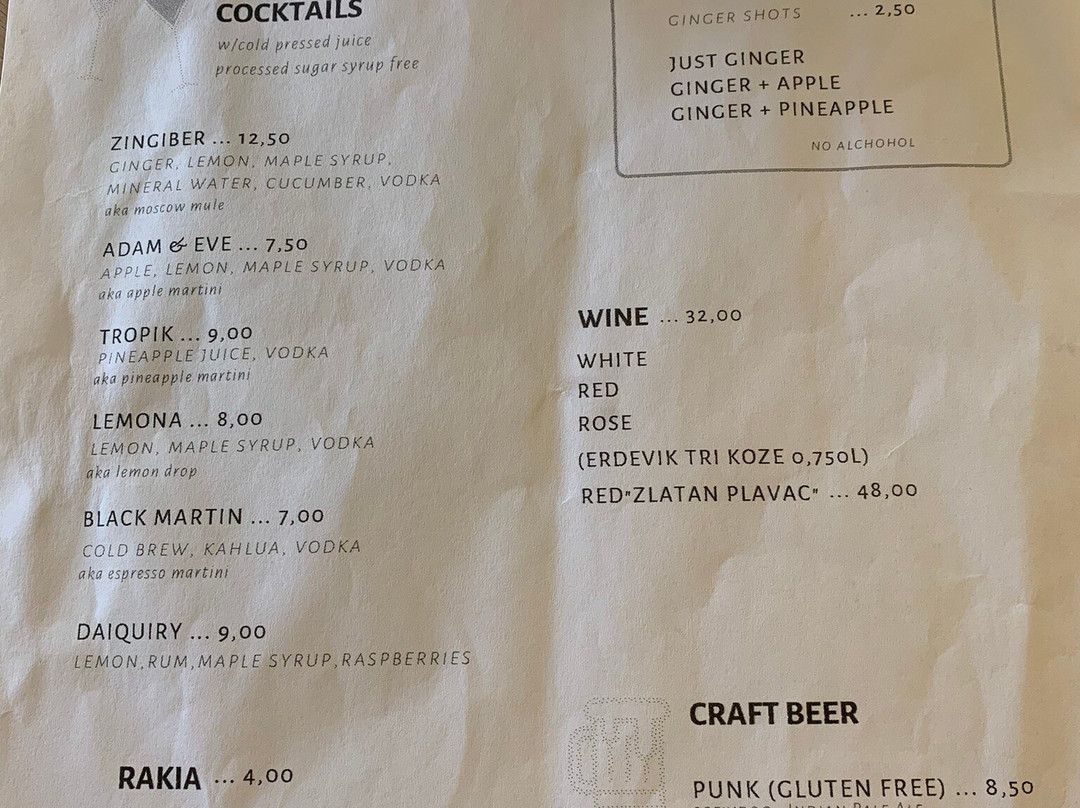 COCKTAILS
w/cold pressed juice
processed sugar syrup free
ZINGIBER ... 12,50
GINGER, LEMON, MAPLE SYRUP,
MINERAL WATER, CUCUMBER, VODKA
aka moscow mule
ADAM & EVE ... 7,50
APPLE, LEMON, MAPLE SYRUP, VODKA
aka apple martini
TROPIK ... 9,00
PINEAPPLE JUICE, VODKA
aka pineapple martini
LEMONA ... 8,00
LEMON, MAPLE SYRUP, VODKA
aka lemon drop
BLACK MARTIN ... 7,00
COLD BREW, KAHLUA, VODKA
aka espresso martini
DAIQUIRY ... 9,00
LEMON,RUM,MAPLE SYRUP,RASPBERRIES
RAKIA ... 4,00
GINGER SHOTS ... 2,50
JUST GINGER
GINGER + APPLE
GINGER + PINEAPPLE
NO ALCHOHOL
WINE ... 32,00
WHITE
RED
ROSE
(ERDEVIK TRI KOZE 0,750L)
RED"ZLATAN PLAVAC" ... 48,00
CRAFT BEER
PUNK (GLUTEN FREE) ... 8,50